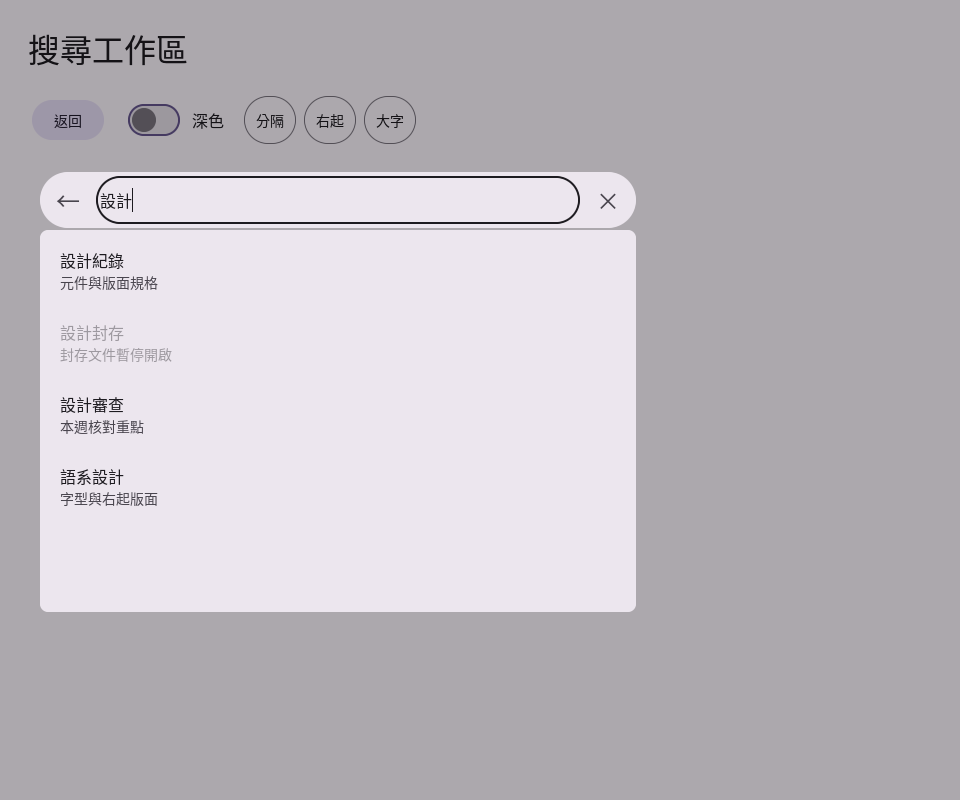 搜尋工作區
返回 深色 分隔 右起 大字
設計
設計紀錄
元件與版面規格
設計封存
封存文件暫停開啟
設計審查
本週核對重點
語系設計
字型與右起版面